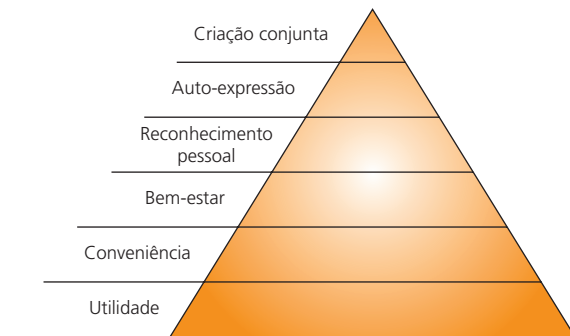 Criação conjunta
Auto-expressão
Reconhecimento
pessoal
Bem-estar
Conveniência
Utilidade